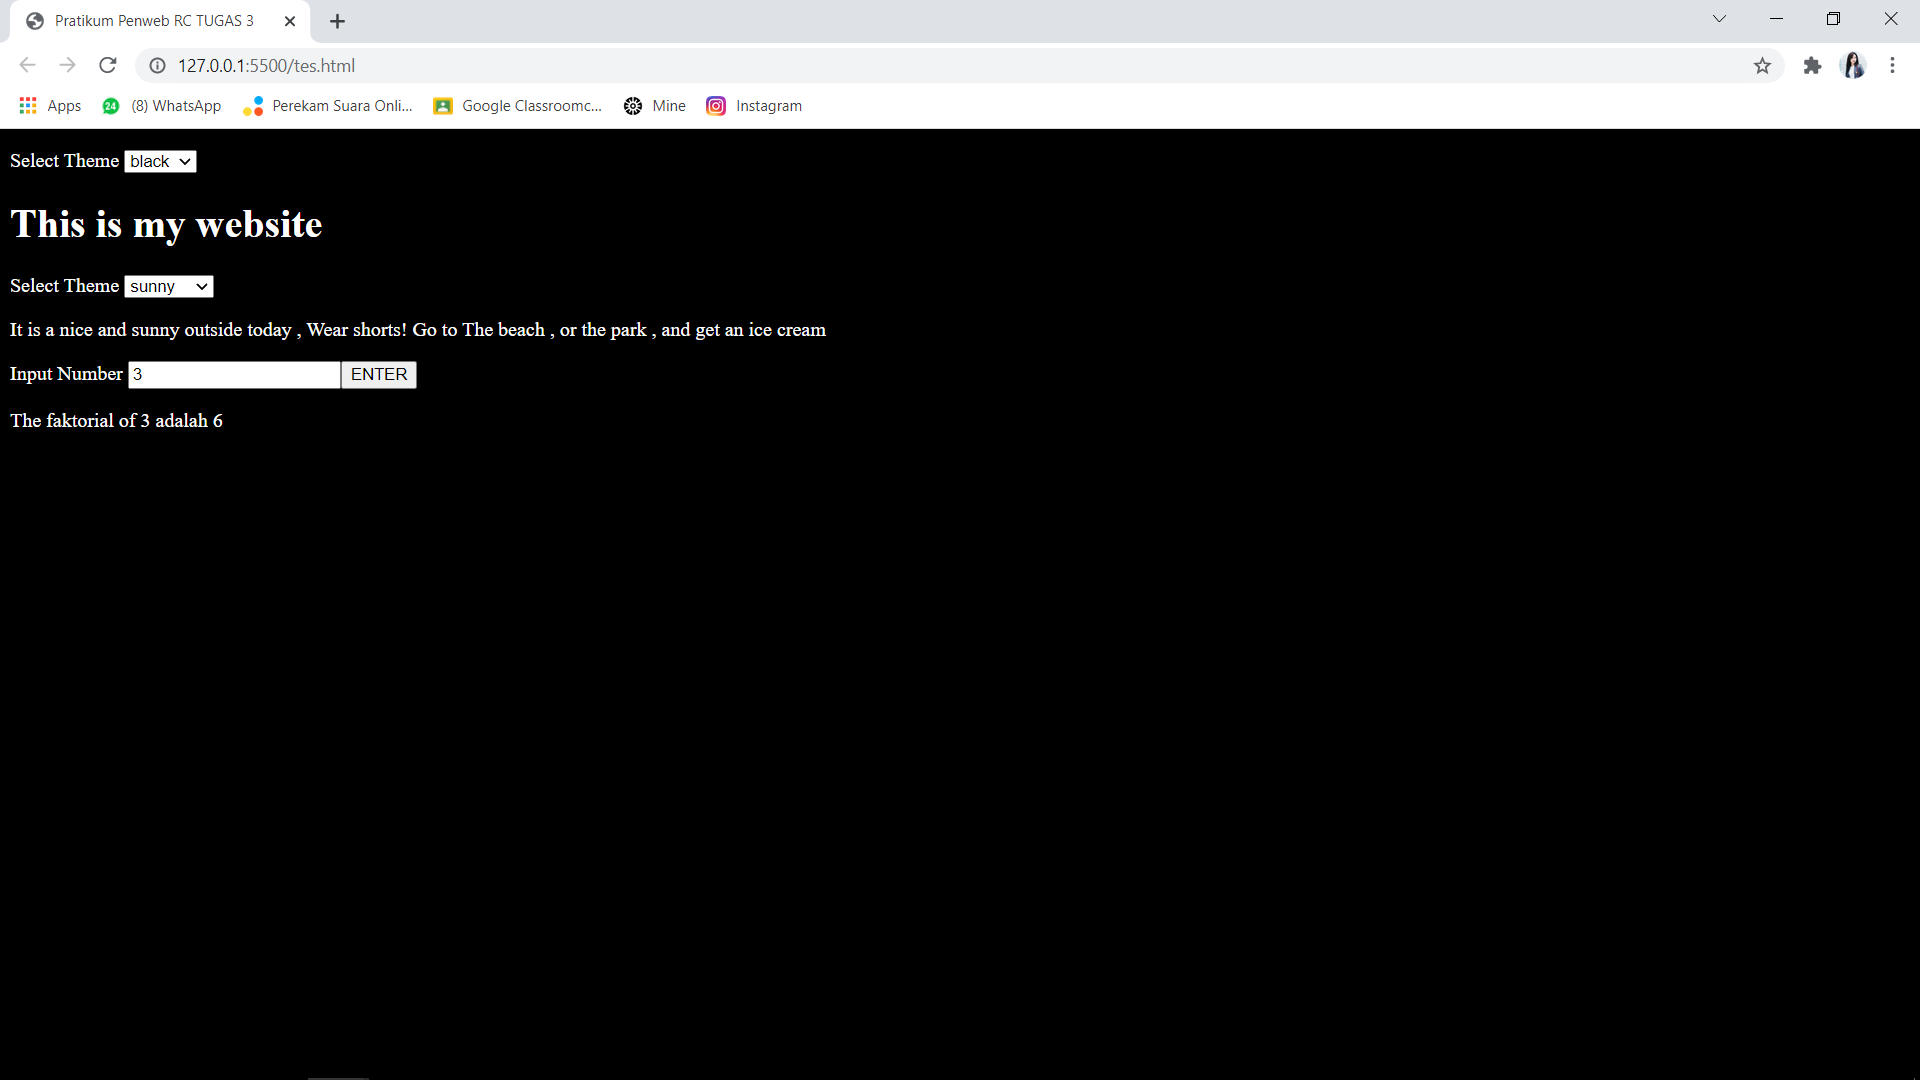 Pratikum Penweb RC TUGAS 3
127.0.0.1:5500/tes.html
Apps 24 (8) WhatsApp Perekam Suara Onli... Google Classroomc... Mine Instagram
Select Theme black
This is my website
Select Theme sunny
It is a nice and sunny outside today , Wear shorts! Go to The beach , or the park , and get an ice cream
Input Number 3 ENTER
The faktorial of 3 adalah 6